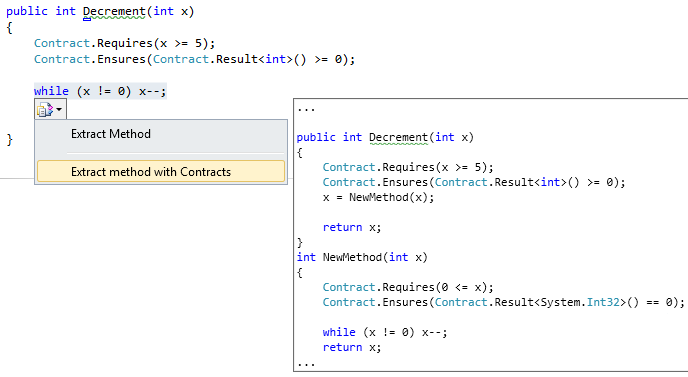 public int Decrement(int x)
{
    Contract.Requires(x >= 5);
    Contract.Ensures(Contract.Result<int>() >= 0);

    while (x != 0) x--;
Extract Method
Extract method with Contracts
}
...

public int Decrement(int x)
{
    Contract.Requires(x >= 5);
    Contract.Ensures(Contract.Result<int>() >= 0);
    x = NewMethod(x);

    return x;
}
int NewMethod(int x)
{
    Contract.Requires(0 <= x);
    Contract.Ensures(Contract.Result<System.Int32>() == 0);

    while (x != 0) x--;
    return x;
...